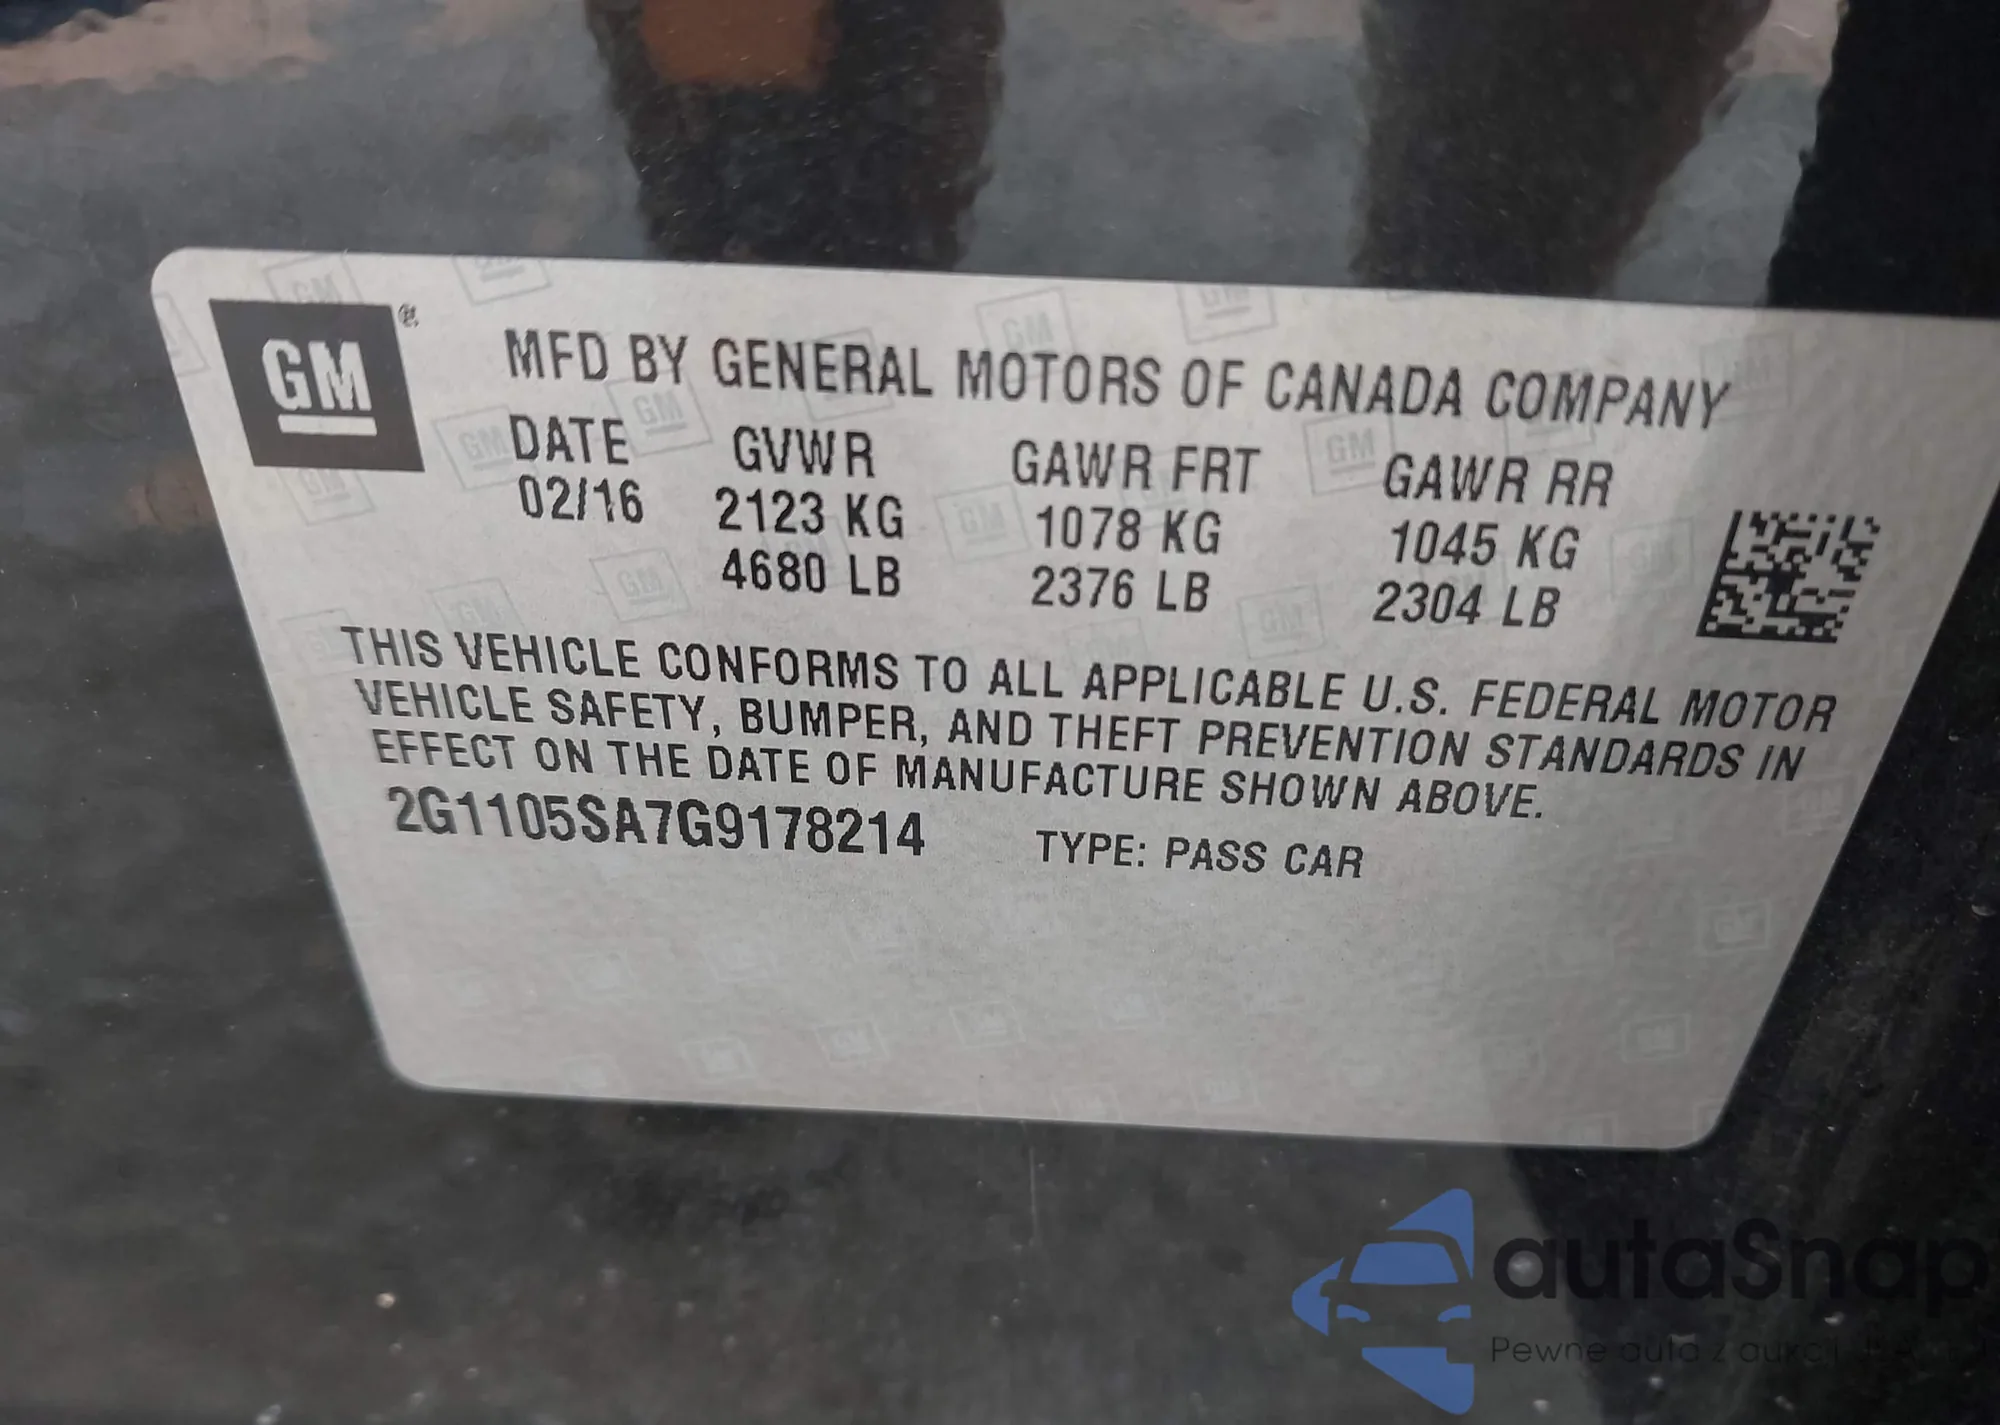 GM ®
MFD BY GENERAL MOTORS OF CANADA COMPANY
DATE GVWR GAWR FRT GAWR RR
02/16 2123 KG 1078 KG 1045 KG
4680 LB 2376 LB 2304 LB
THIS VEHICLE CONFORMS TO ALL APPLICABLE U.S. FEDERAL MOTOR
VEHICLE SAFETY, BUMPER, AND THEFT PREVENTION STANDARDS IN
EFFECT ON THE DATE OF MANUFACTURE SHOWN ABOVE.
2G1105SA7G9178214 TYPE: PASS CAR
autaSnap
Pewne auta z aukcji